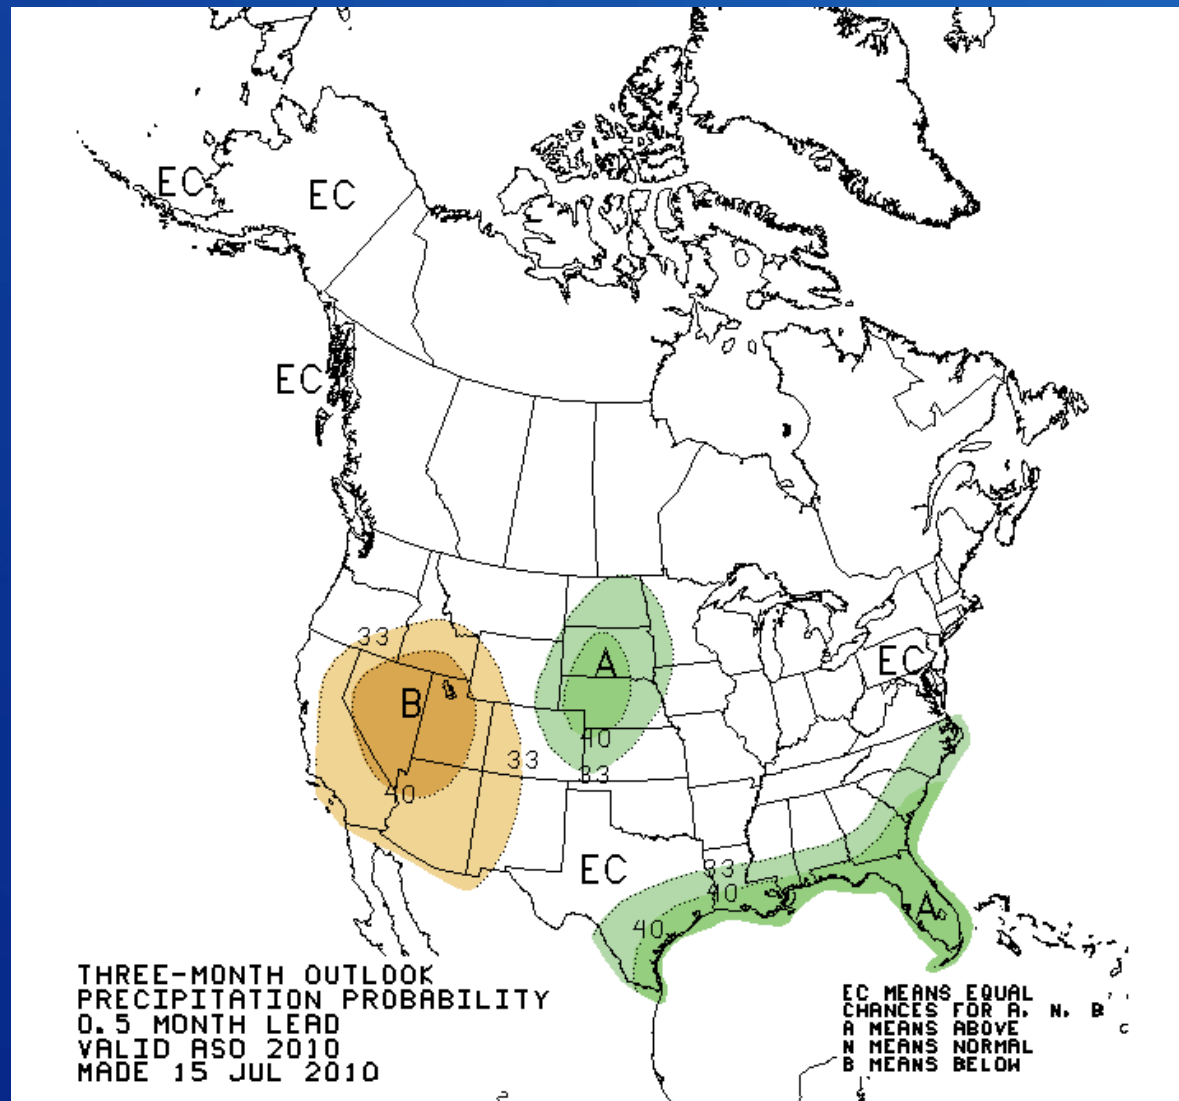 EC
EC
EC
33
A
EC
B
40
33
33
40
EC
33
40
A
40
THREE-MONTH OUTLOOK
PRECIPITATION PROBABILITY
0.5 MONTH LEAD
VALID ASO 2010
MADE 15 JUL 2010
EC MEANS EQUAL
CHANCES FOR A, N, B
A MEANS ABOVE
N MEANS NORMAL
B MEANS BELOW